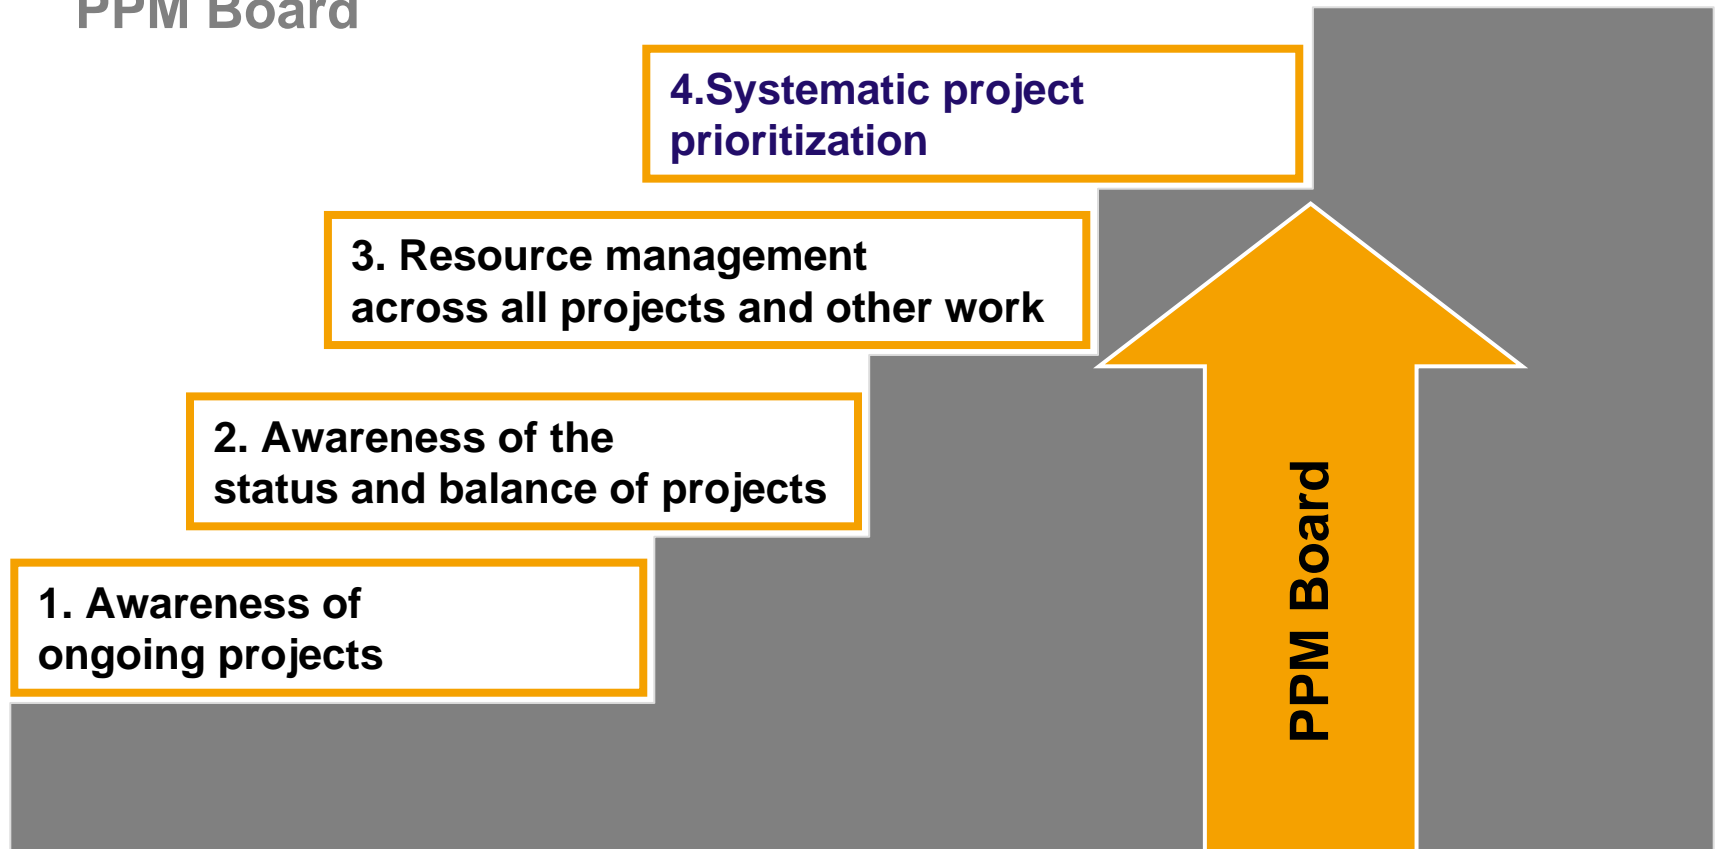 PPM Board
4.Systematic project
prioritization
3. Resource management
across all projects and other work
2. Awareness of the
status and balance of projects
1. Awareness of
ongoing projects
PPM Board